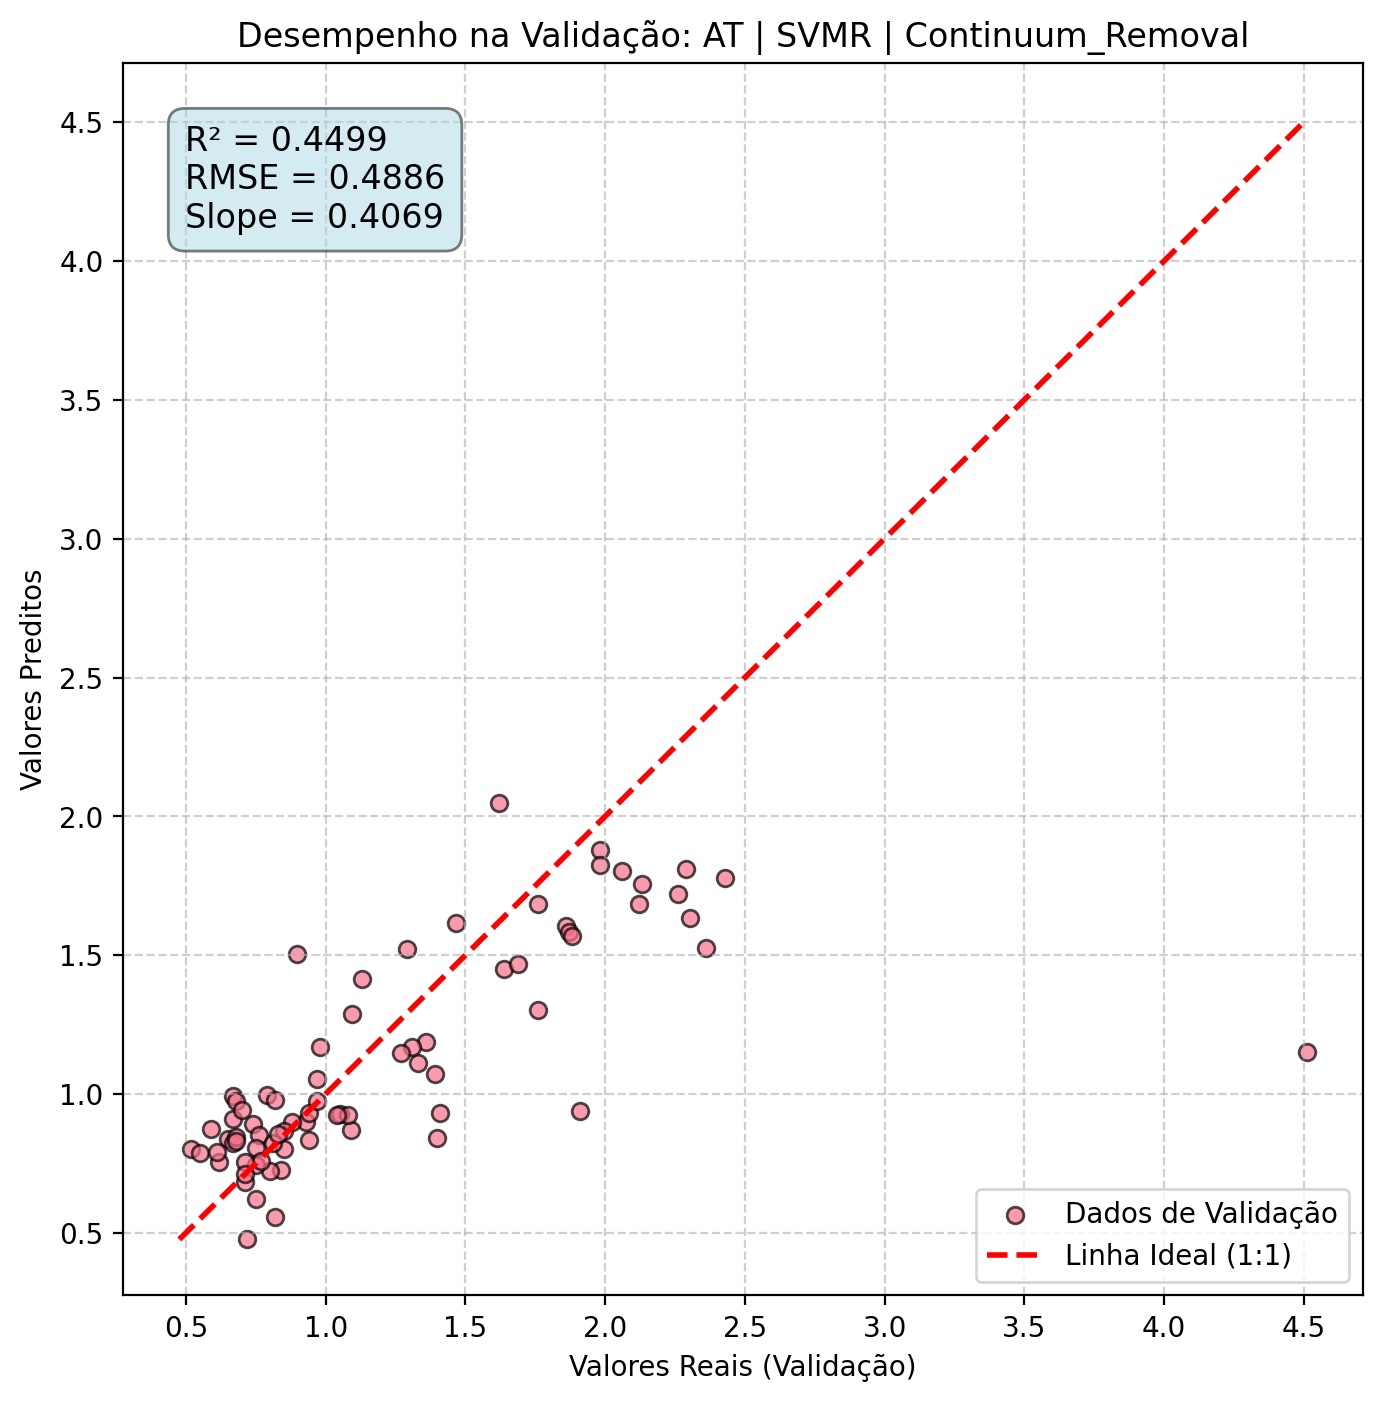 Desempenho na Validação: AT | SVMR | Continuum_Removal
R² = 0.4499
RMSE = 0.4886
Slope = 0.4069
Valores Preditos
4.5
4.0
3.5
3.0
2.5
2.0
1.5
1.0
0.5
Dados de Validação
Linha Ideal (1:1)
0.5 1.0 1.5 2.0 2.5 3.0 3.5 4.0 4.5
Valores Reais (Validação)